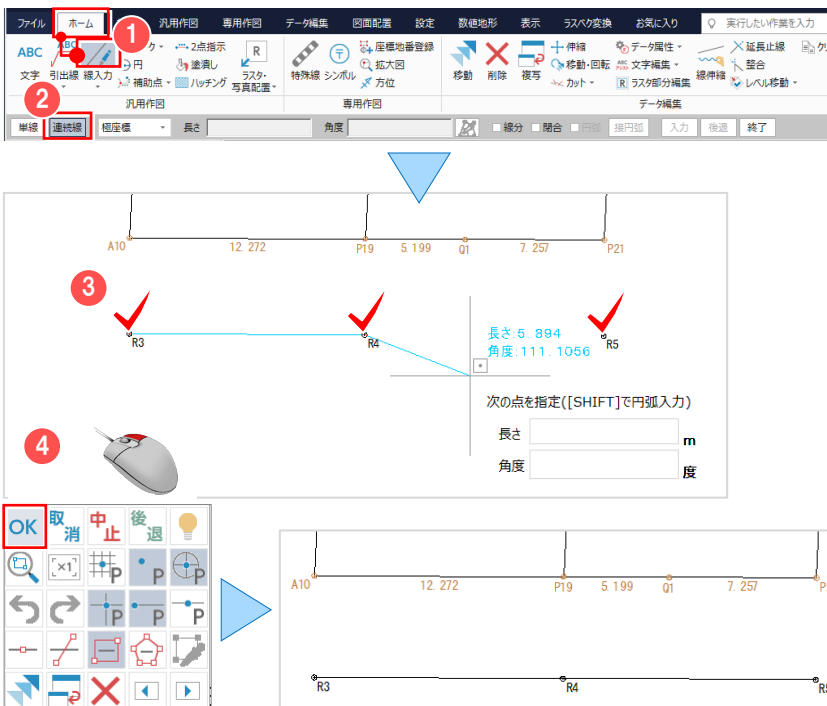 ファイル ホーム 汎用作図 専用作図 データ編集 図面配置 設定 数値地形 表示 ラスベク変換 お気に入り 実行したい作業を入力
1
ABC ABC ク 2点指示 R 座標地番登録 伸縮 データ属性 延長止線 ク
円 塗潰し 〒 拡大図 移動・回転 文字編集 整合
文字 引出線 線入力 補助点 ハッチング ラスタ・写真配置 特殊線 シンボル 方位 移動 削除 複写 カット R ラスタ部分編集 線伸縮 レベル移動
汎用作図 専用作図 データ編集
2
単線 連続線 極座標 長さ 角度 線分 閉合 円弧 接円弧 入力 後退 終了
A10 12.272 P19 5.199 Q1 7.257 P21
3
R3 R4 R5
長さ:5.894
角度:111.1056
次の点を指定([SHIFT]で円弧入力)
長さ m
角度 度
4
OK 取消 中止 後退
[×1] P P P
P P P
A10 12.272 P19 5.199 Q1 7.257 P
R3 R4 R5